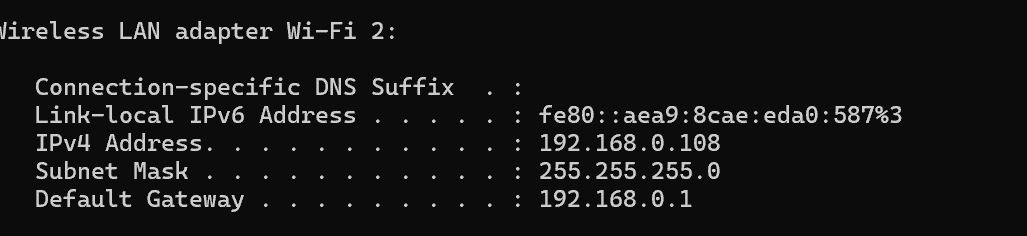 Wireless LAN adapter Wi-Fi 2:
Connection-specific DNS Suffix  . :
Link-local IPv6 Address . . . . . : fe80::aea9:8cae:eda0:587%3
IPv4 Address. . . . . . . . . . . : 192.168.0.108
Subnet Mask . . . . . . . . . . . : 255.255.255.0
Default Gateway . . . . . . . . . : 192.168.0.1